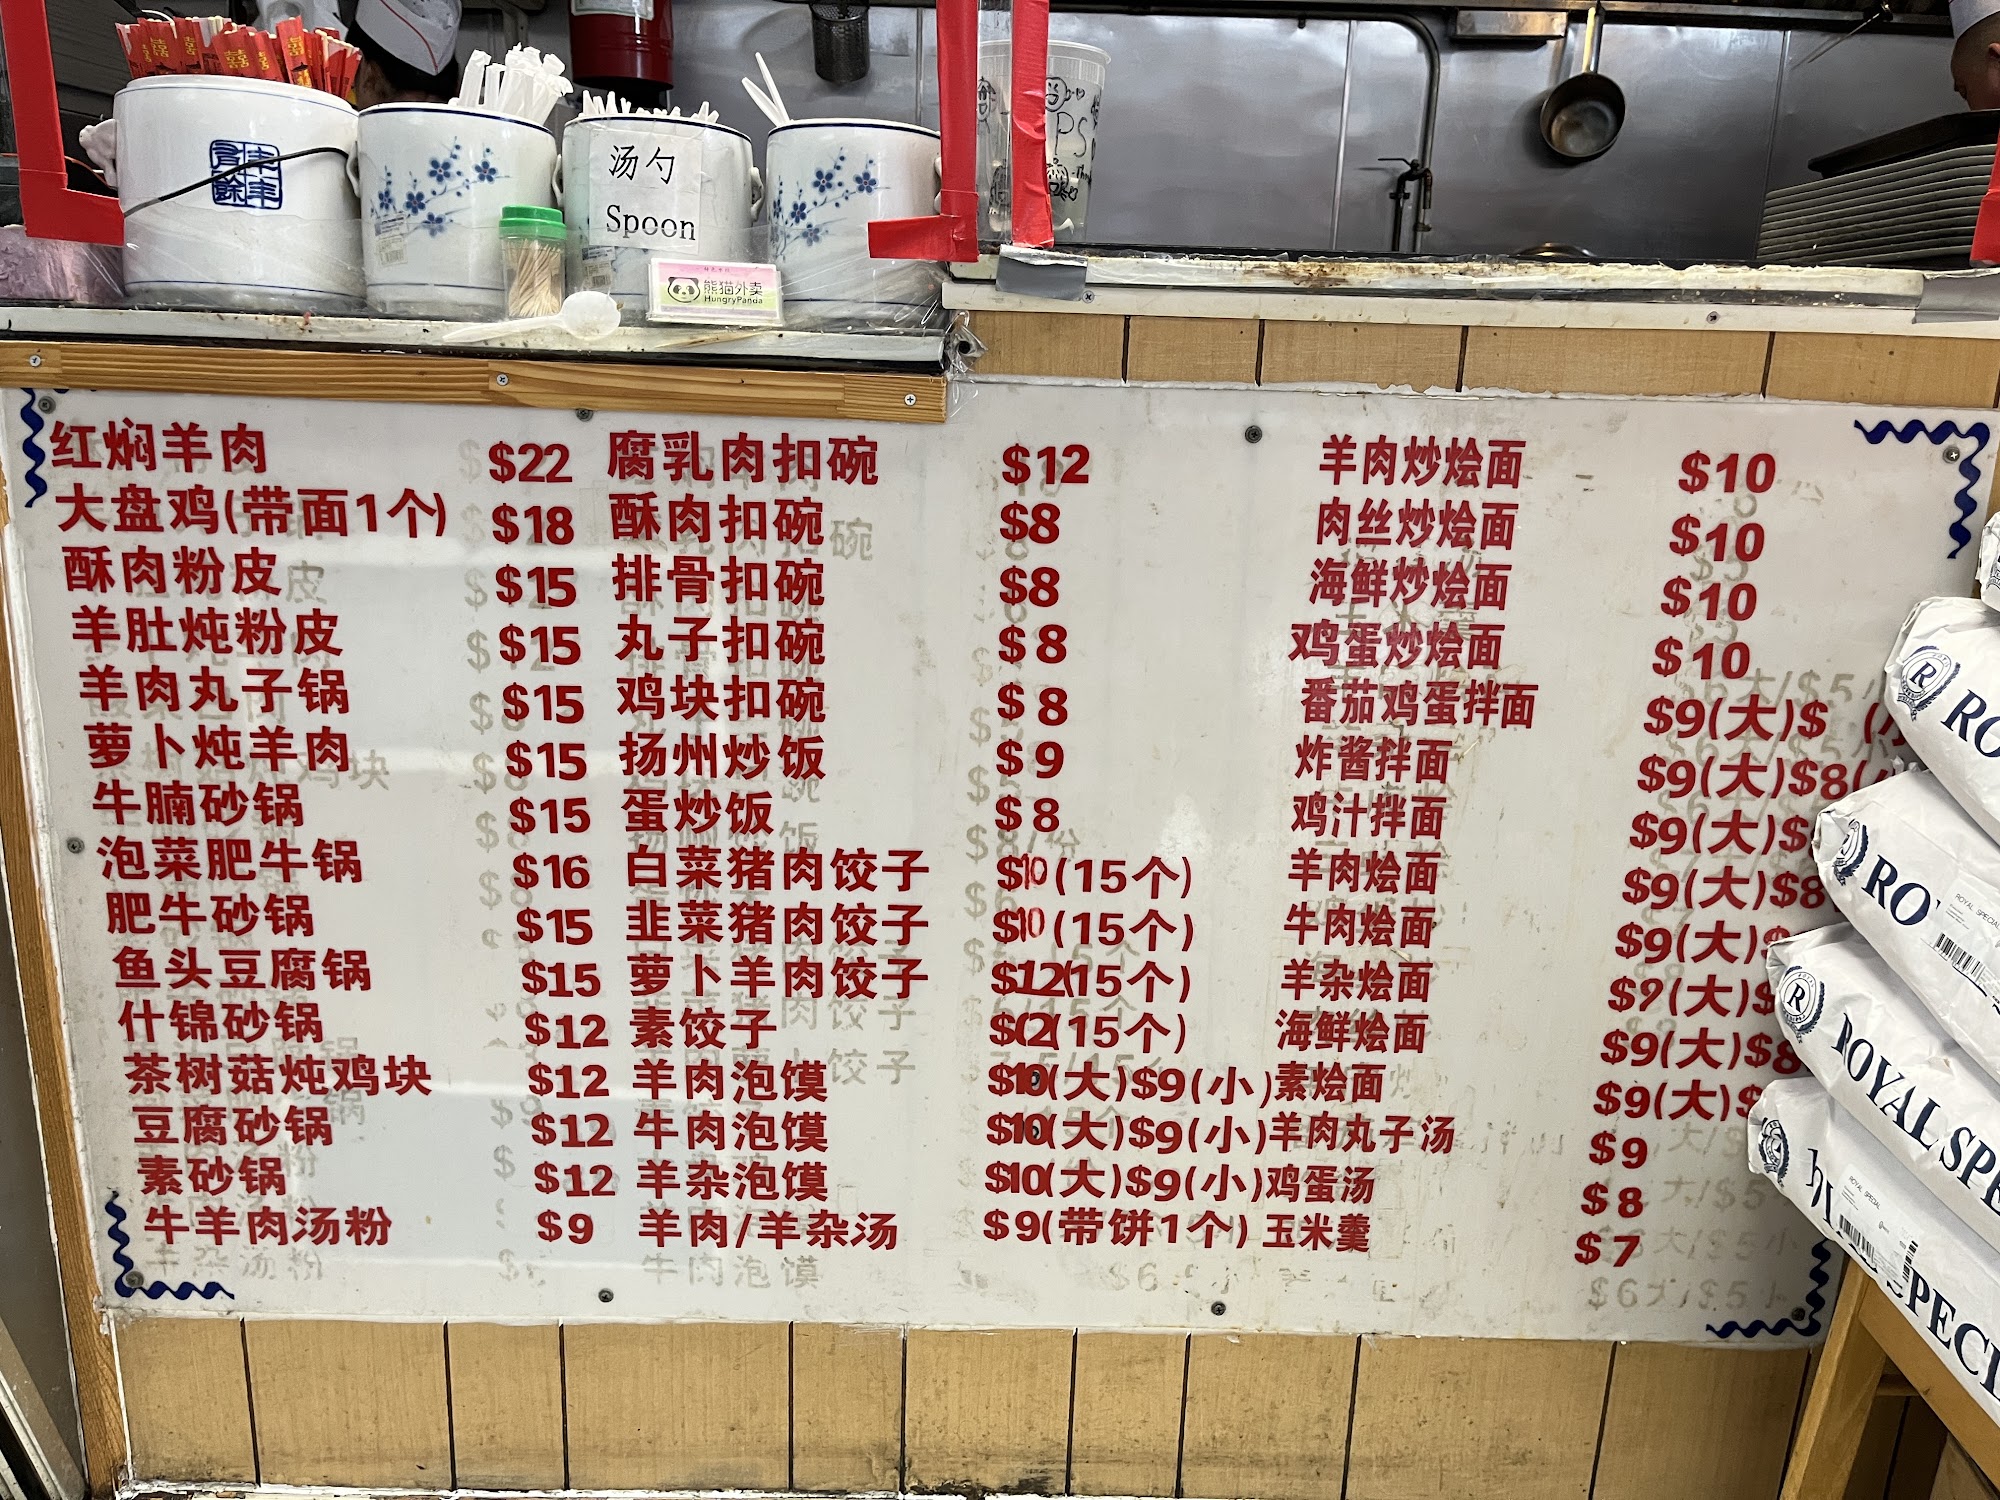 汤勺
Spoon
熊猫外卖
HungryPanda
红焖羊肉 $22 腐乳肉扣碗 $12 羊肉炒烩面 $10
大盘鸡(带面1个) $18 酥肉扣碗 $8 肉丝炒烩面 $10
酥肉粉皮 $15 排骨扣碗 $8 海鲜炒烩面 $10
羊肚炖粉皮 $15 丸子扣碗 $8 鸡蛋炒烩面 $10
羊肉丸子锅 $15 鸡块扣碗 $8 番茄鸡蛋拌面 $9(大)$
萝卜炖羊肉 $15 扬州炒饭 $9 炸酱拌面 $9(大)$8(
牛腩砂锅 $15 蛋炒饭 $8 鸡汁拌面 $9(大)$
泡菜肥牛锅 $16 白菜猪肉饺子 $10(15个) 羊肉烩面 $9(大)$8
肥牛砂锅 $15 韭菜猪肉饺子 $10(15个) 牛肉烩面 $9(大)$
鱼头豆腐锅 $15 萝卜羊肉饺子 $12(15个) 羊杂烩面 $9(大)$
什锦砂锅 $12 素饺子 $12(15个) 海鲜烩面 $9(大)$8
茶树菇炖鸡块 $12 羊肉泡馍 $10(大)$9(小) 素烩面 $9(大)$
豆腐砂锅 $12 牛肉泡馍 $10(大)$9(小) 羊肉丸子汤 $9
素砂锅 $12 羊杂泡馍 $10(大)$9(小) 鸡蛋汤 $8
牛羊肉汤粉 $9 羊肉/羊杂汤 $9(带饼1个) 玉米羹 $7
R RO
R RO
ROYAL SPECIAL
R ROYAL SPE
ROYAL SPECIAL
SPECI